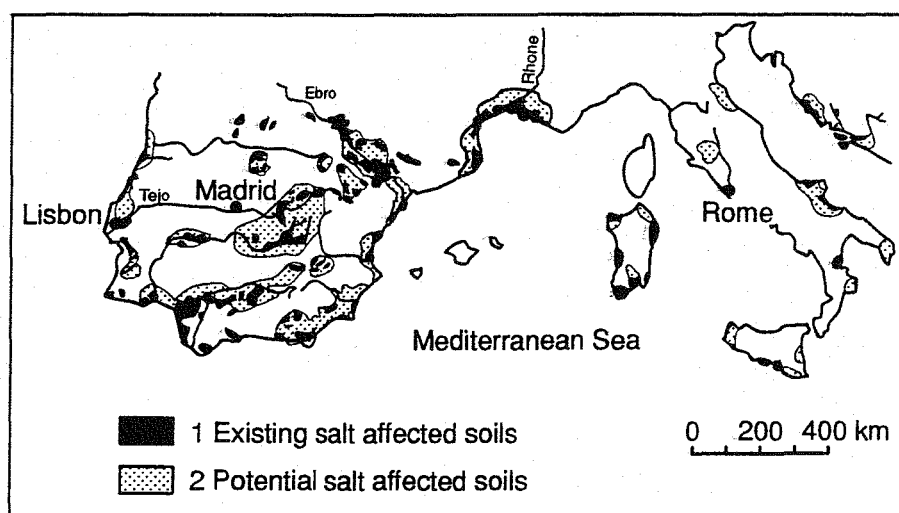 Rhone
Ebro
Tejo
Madrid
Lisbon
Rome
Mediterranean Sea
1 Existing salt affected soils
2 Potential salt affected soils
0 200 400 km